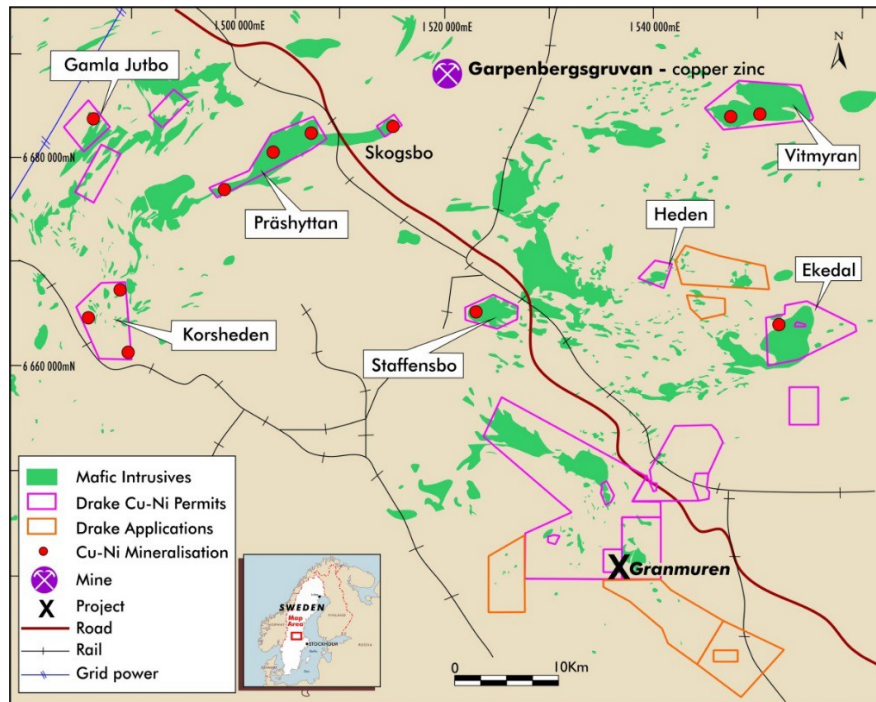 1 500 000mE
1 520 000mE
1 540 000mE
N
Gamla Jutbo
Garpenbergsgruvan - copper zinc
Vitmyran
Skogsbo
6 680 000mN
Präshyttan
Heden
Ekedal
Korsheden
Staffensbo
6 660 000mN
Mafic Intrusives
Drake Cu-Ni Permits
Drake Applications
Cu-Ni Mineralisation
Mine
X Project
Road
Rail
Grid power
SWEDEN
Map
Area
STOCKHOLM
X Granmuren
0 10Km